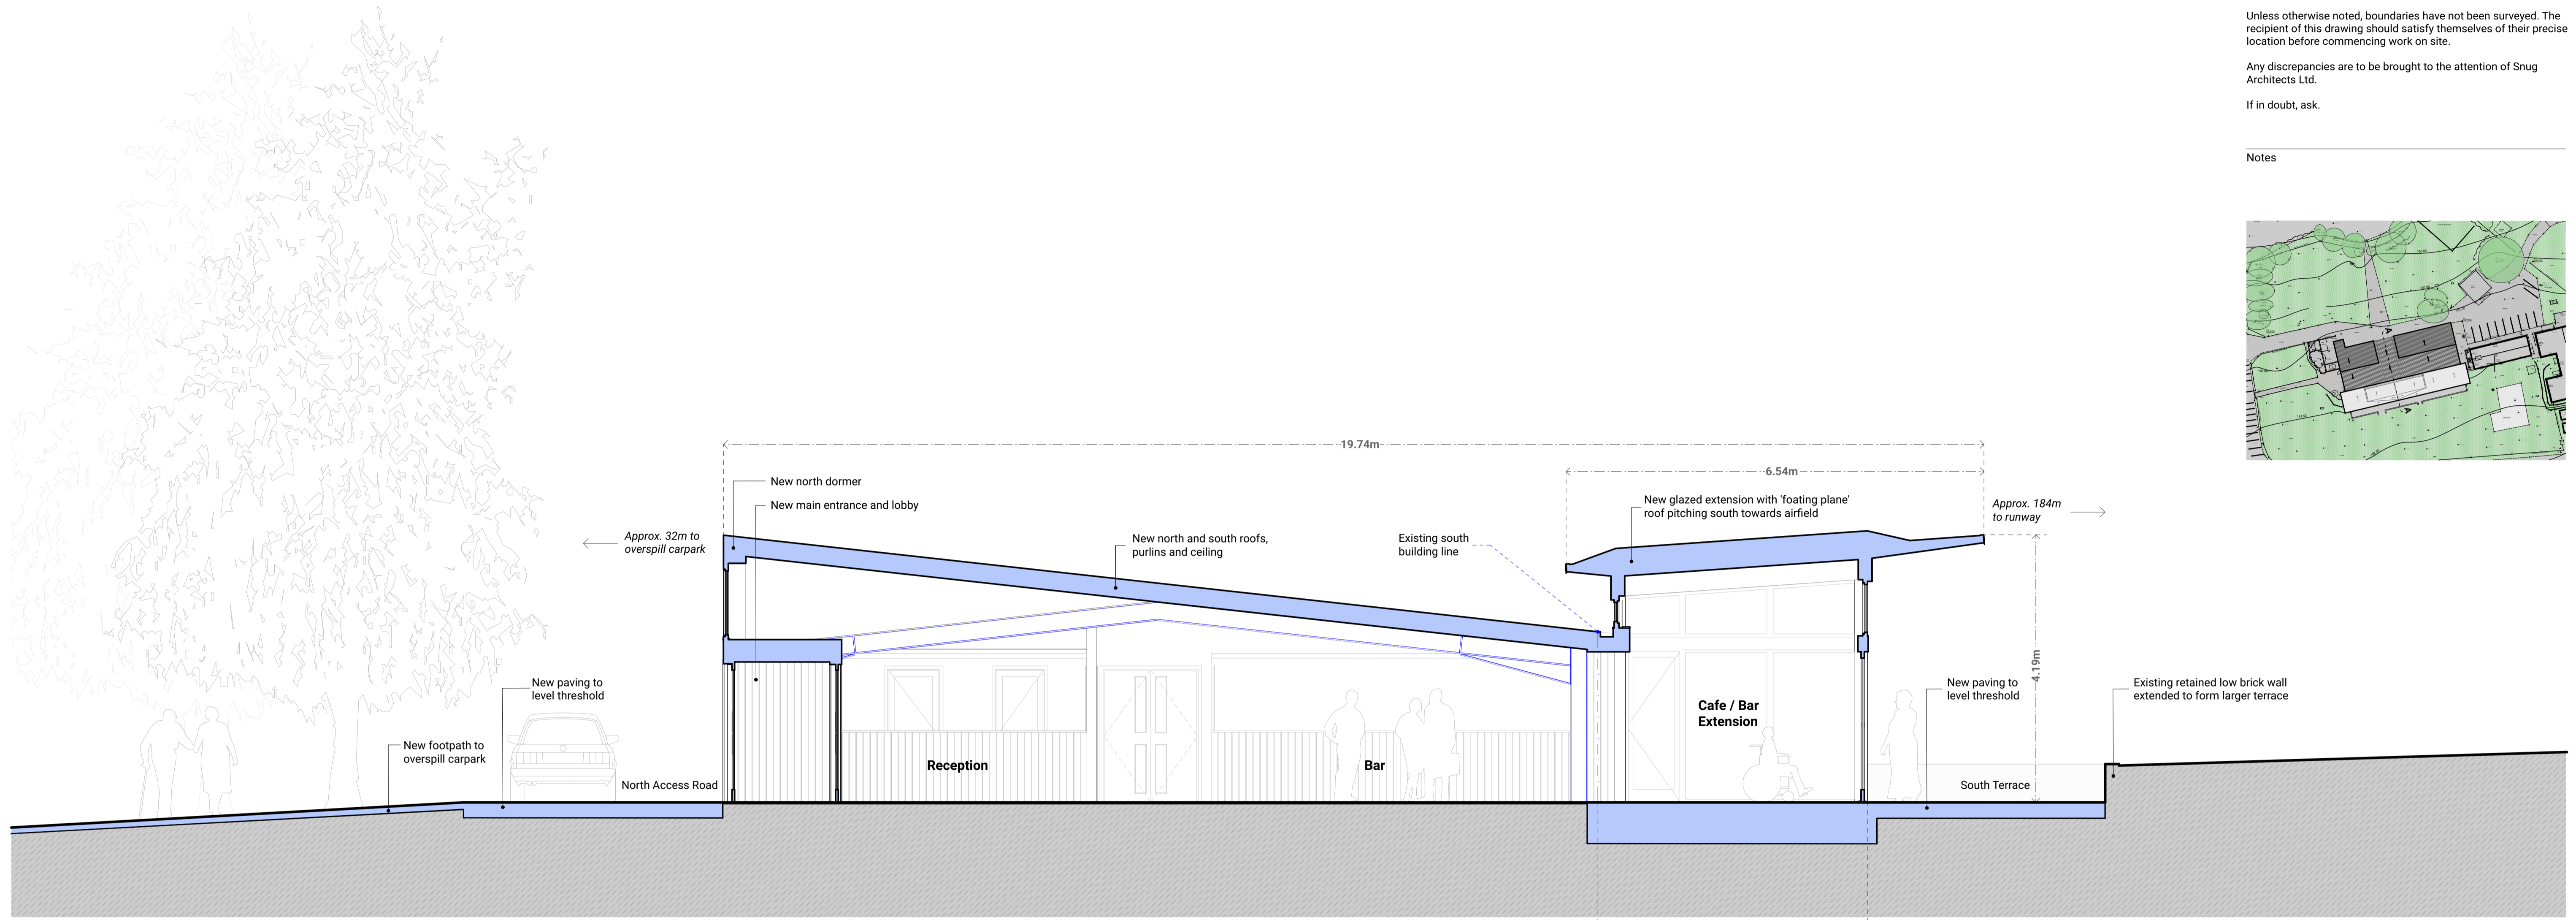 Unless otherwise noted, boundaries have not been surveyed. The
recipient of this drawing should satisfy themselves of their precise
location before commencing work on site.
Any discrepancies are to be brought to the attention of Snug
Architects Ltd.
If in doubt, ask.
Notes
19.74m
6.54m
New north dormer
New main entrance and lobby
New glazed extension with 'foating plane'
roof pitching south towards airfield
Approx. 184m
to runway
Approx. 32m to
overspill carpark
New north and south roofs,
purlins and ceiling
Existing south
building line
4.19m
New paving to
level threshold
New paving to
level threshold
Existing retained low brick wall
extended to form larger terrace
Cafe / Bar
Extension
New footpath to
overspill carpark
North Access Road
Reception
Bar
South Terrace
A
A